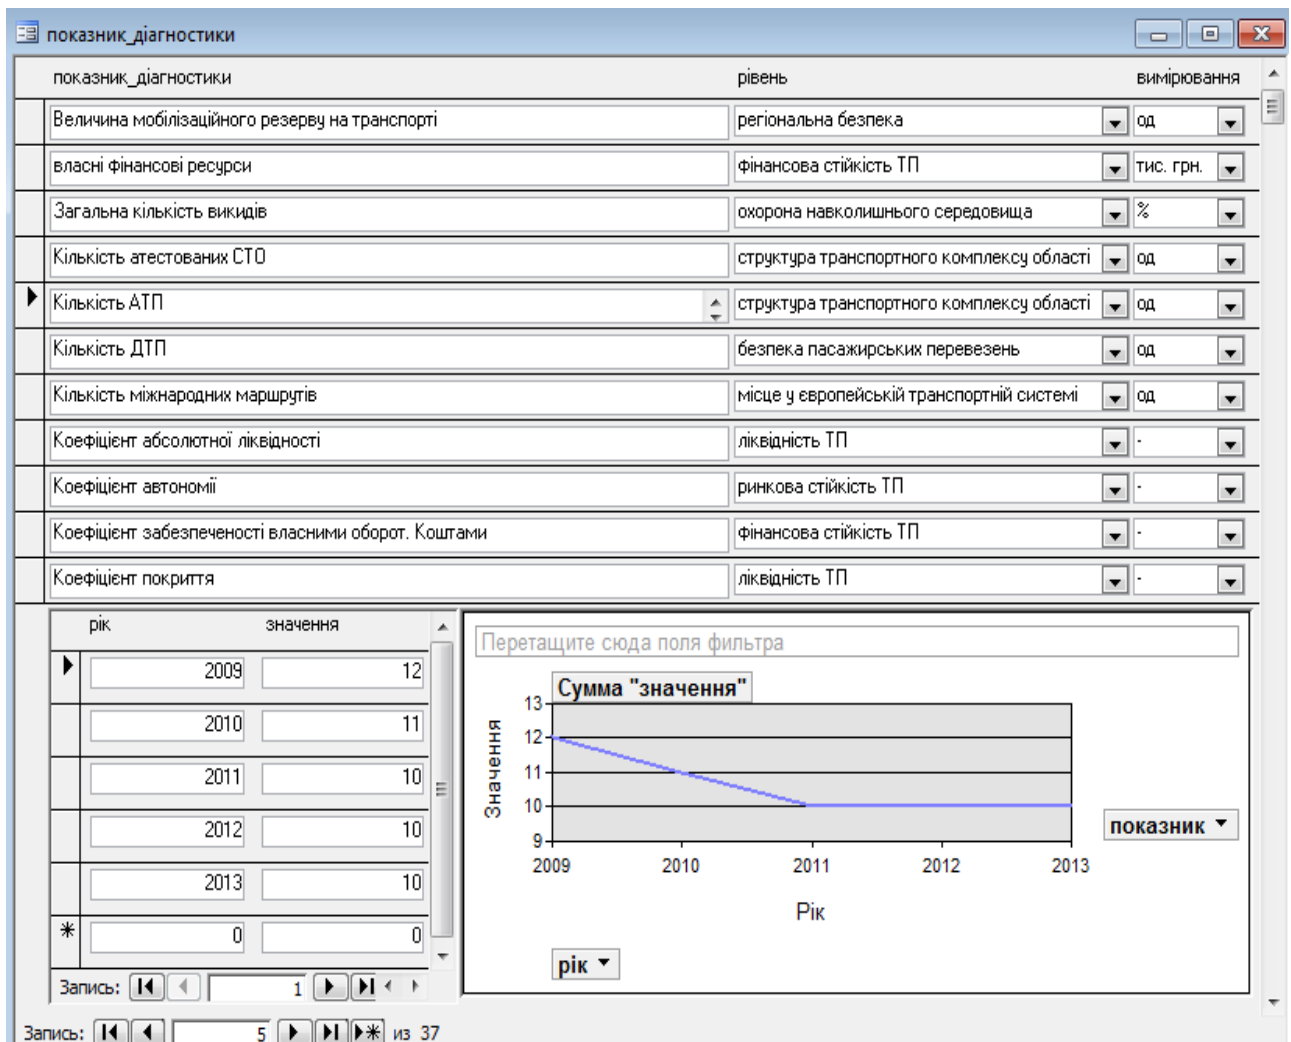 показник_діагностики
показник_діагностики рівень вимірювання
Величина мобілізаційного резерву на транспорті регіональна безпека од
власні фінансові ресурси фінансова стійкість ТП тис. грн.
Загальна кількість викидів охорона навколишнього середовища %
Кількість атестованих СТО структура транспортного комплексу області од
Кількість АТП структура транспортного комплексу області од
Кількість ДТП безпека пасажирських перевезень од
Кількість міжнародних маршрутів місце у європейській транспортній системі од
Коефіцієнт абсолютної ліквідності ліквідність ТП -
Коефіцієнт автономії ринкова стійкість ТП -
Коефіцієнт забезпеченості власними оборот. Коштами фінансова стійкість ТП -
Коефіцієнт покриття ліквідність ТП -
рік значення
2009 12
2010 11
2011 10
2012 10
2013 10
0 0
Запись: 1
Перетащите сюда поля фильтра
Сумма "значення"
13
12
11
10
9
Значення
2009 2010 2011 2012 2013
Рік
показник
рік
Запись: 5 из 37